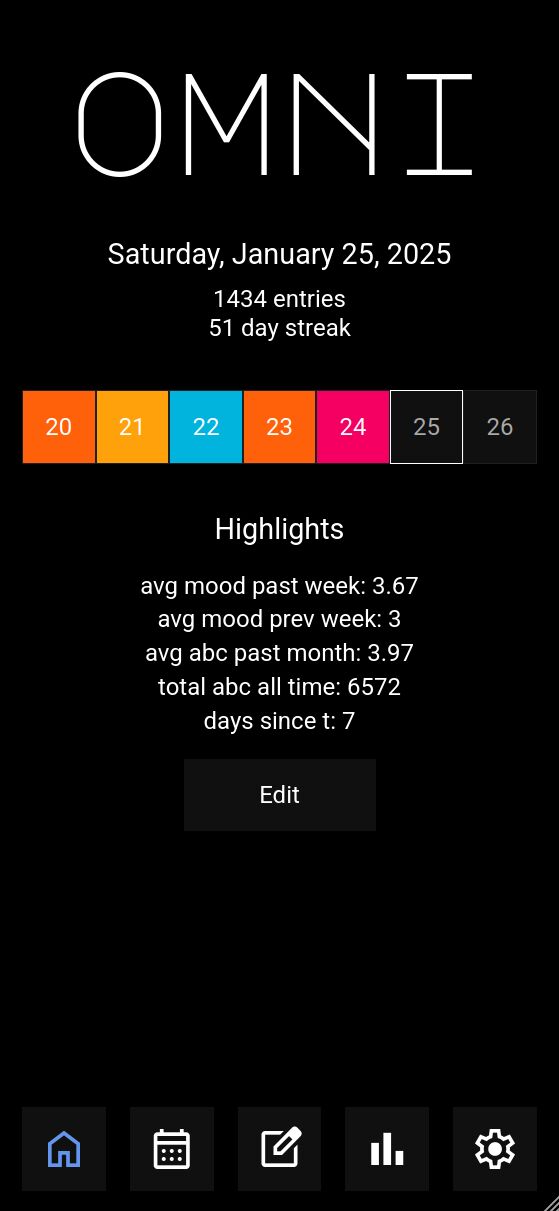 OMNI
Saturday, January 25, 2025
1434 entries
51 day streak
20 21 22 23 24 25 26
Highlights
avg mood past week: 3.67
avg mood prev week: 3
avg abc past month: 3.97
total abc all time: 6572
days since t: 7
Edit